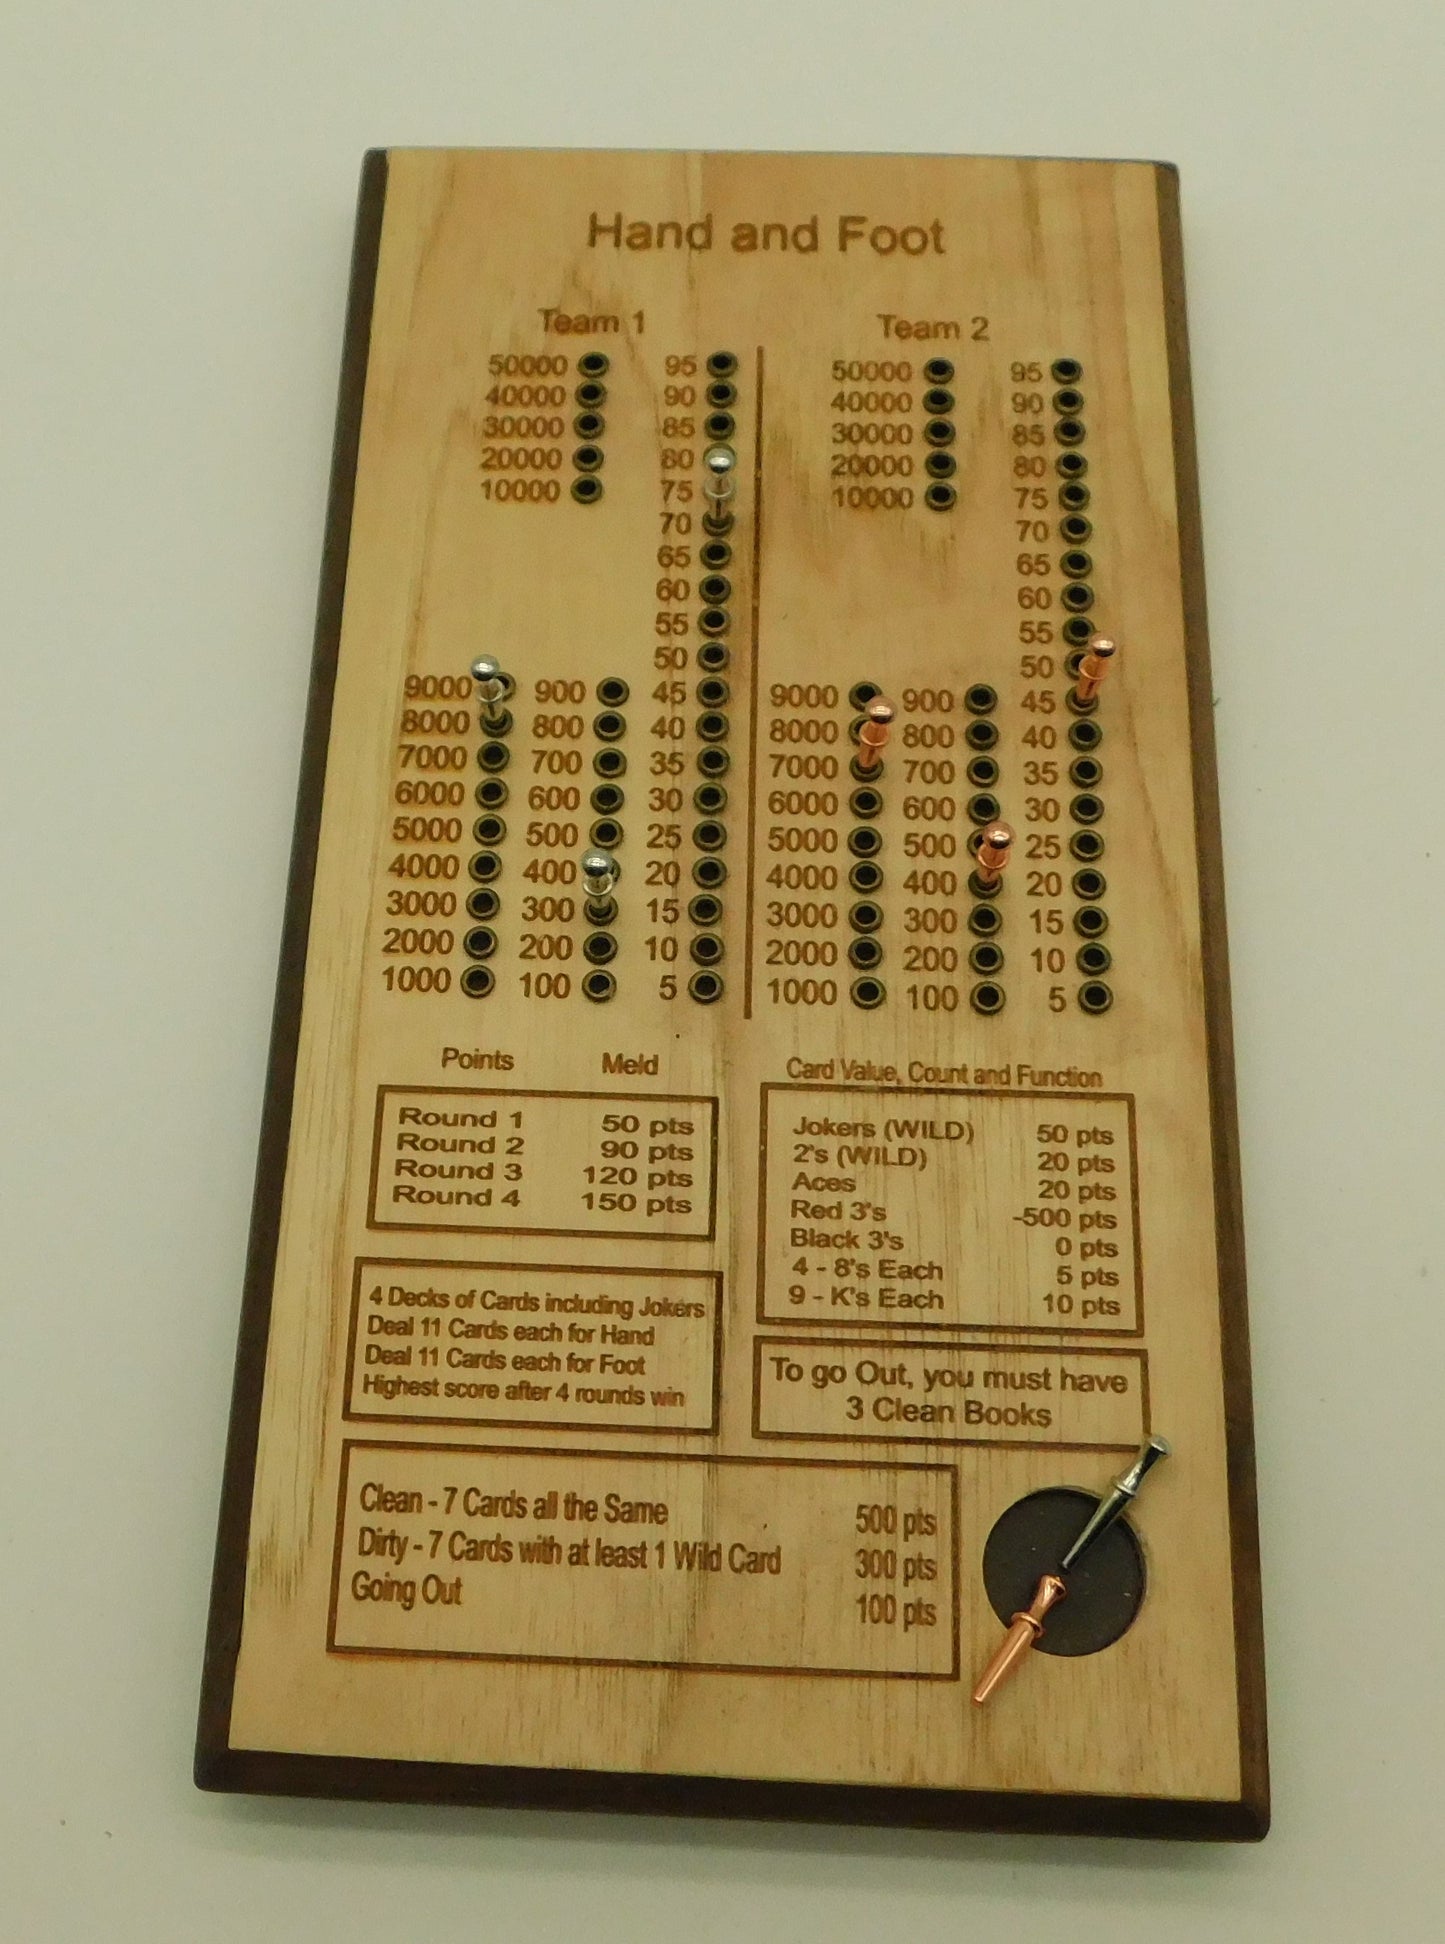 Hand and Foot
Team 1
50000 95
40000 90
30000 85
20000 80
10000 75
70
65
60
55
50
9000 900 45
8000 800 40
7000 700 35
6000 600 30
5000 500 25
4000 400 20
3000 300 15
2000 200 10
1000 100 5
Team 2
50000 95
40000 90
30000 85
20000 80
10000 75
70
65
60
55
50
9000 900 45
8000 800 40
7000 700 35
6000 600 30
5000 500 25
4000 400 20
3000 300 15
2000 200 10
1000 100 5
Points Meld
Round 1 50 pts
Round 2 90 pts
Round 3 120 pts
Round 4 150 pts
Card Value, Count and Function
Jokers (WILD) 50 pts
2's (WILD) 20 pts
Aces 20 pts
Red 3's -500 pts
Black 3's 0 pts
4 - 8's Each 5 pts
9 - K's Each 10 pts
4 Decks of Cards including Jokers
Deal 11 Cards each for Hand
Deal 11 Cards each for Foot
Highest score after 4 rounds win
To go Out, you must have
3 Clean Books
Clean - 7 Cards all the Same 500 pts
Dirty - 7 Cards with at least 1 Wild Card 300 pts
Going Out 100 pts